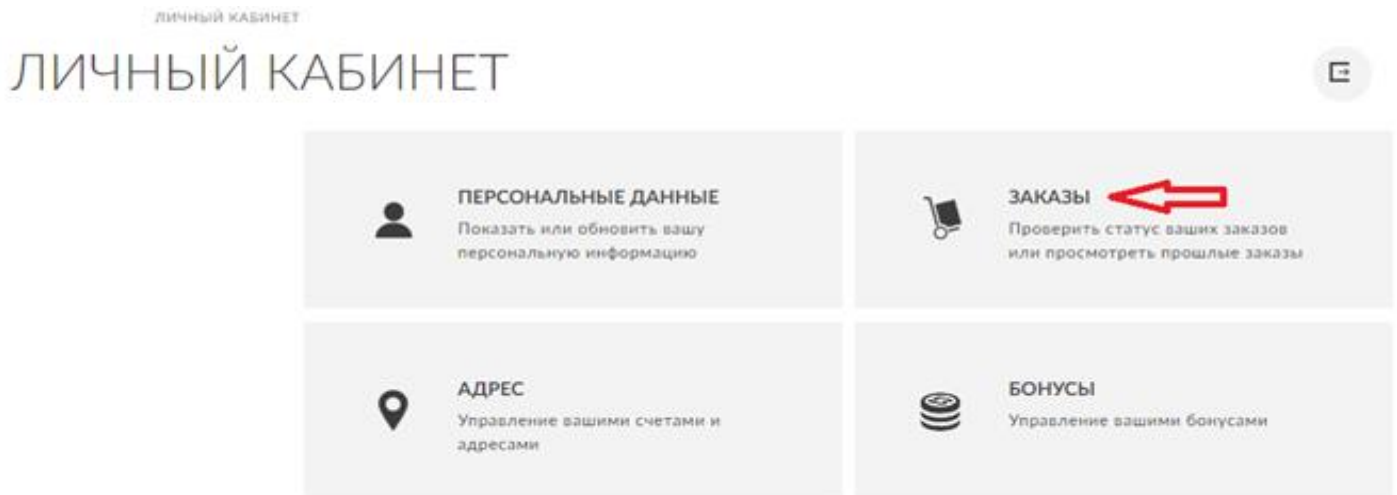 ЛИЧНЫЙ КАБИНЕТ
ЛИЧНЫЙ КАБИНЕТ
ПЕРСОНАЛЬНЫЕ ДАННЫЕ
Показать или обновить вашу
персональную информацию
ЗАКАЗЫ
Проверить статус ваших заказов
или просмотреть прошлые заказы
АДРЕС
Управление вашими счетами и
адресами
БОНУСЫ
Управление вашими бонусами